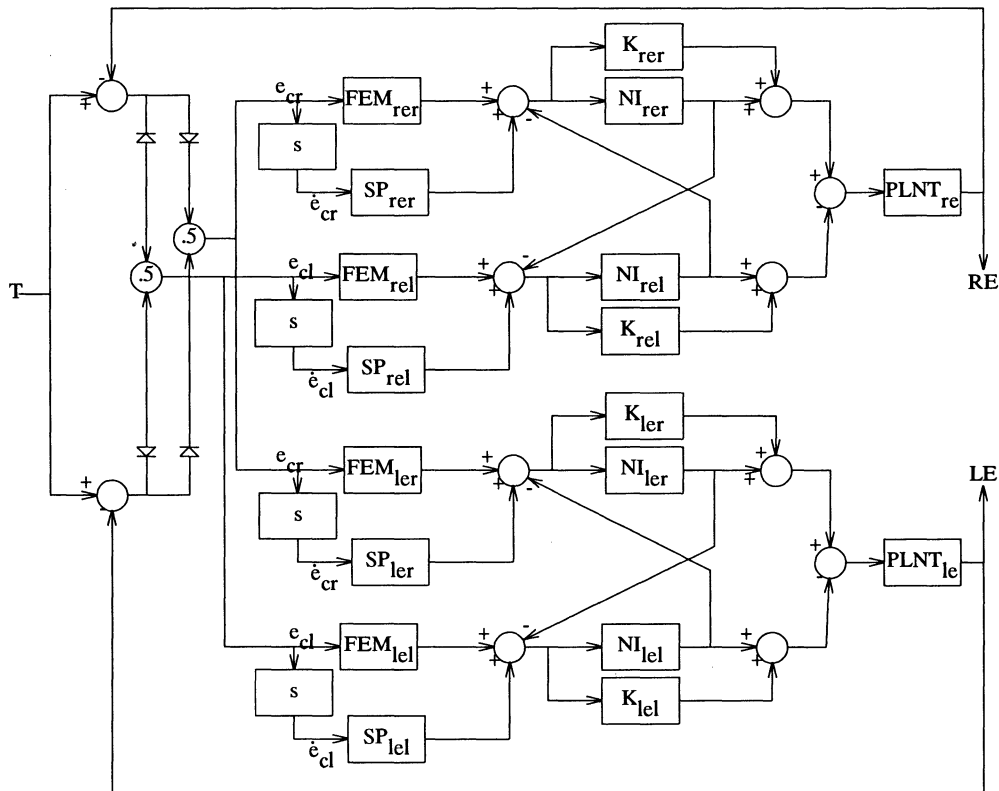 K_rer
-
+
e_cr
FEM_rer
+
+
-
NI_rer
+
+
s
ė_cr
SP_rer
+
-
PLNT_re
.5
.5
e_cl
FEM_rel
-
+
+
NI_rel
+
+
RE
T
s
K_rel
ė_cl
SP_rel
K_ler
e_cr
FEM_ler
+
+
-
NI_ler
+
+
LE
+
-
s
ė_cr
SP_ler
+
-
PLNT_le
e_cl
FEM_lel
-
+
+
NI_lel
+
+
s
K_lel
ė_cl
SP_lel